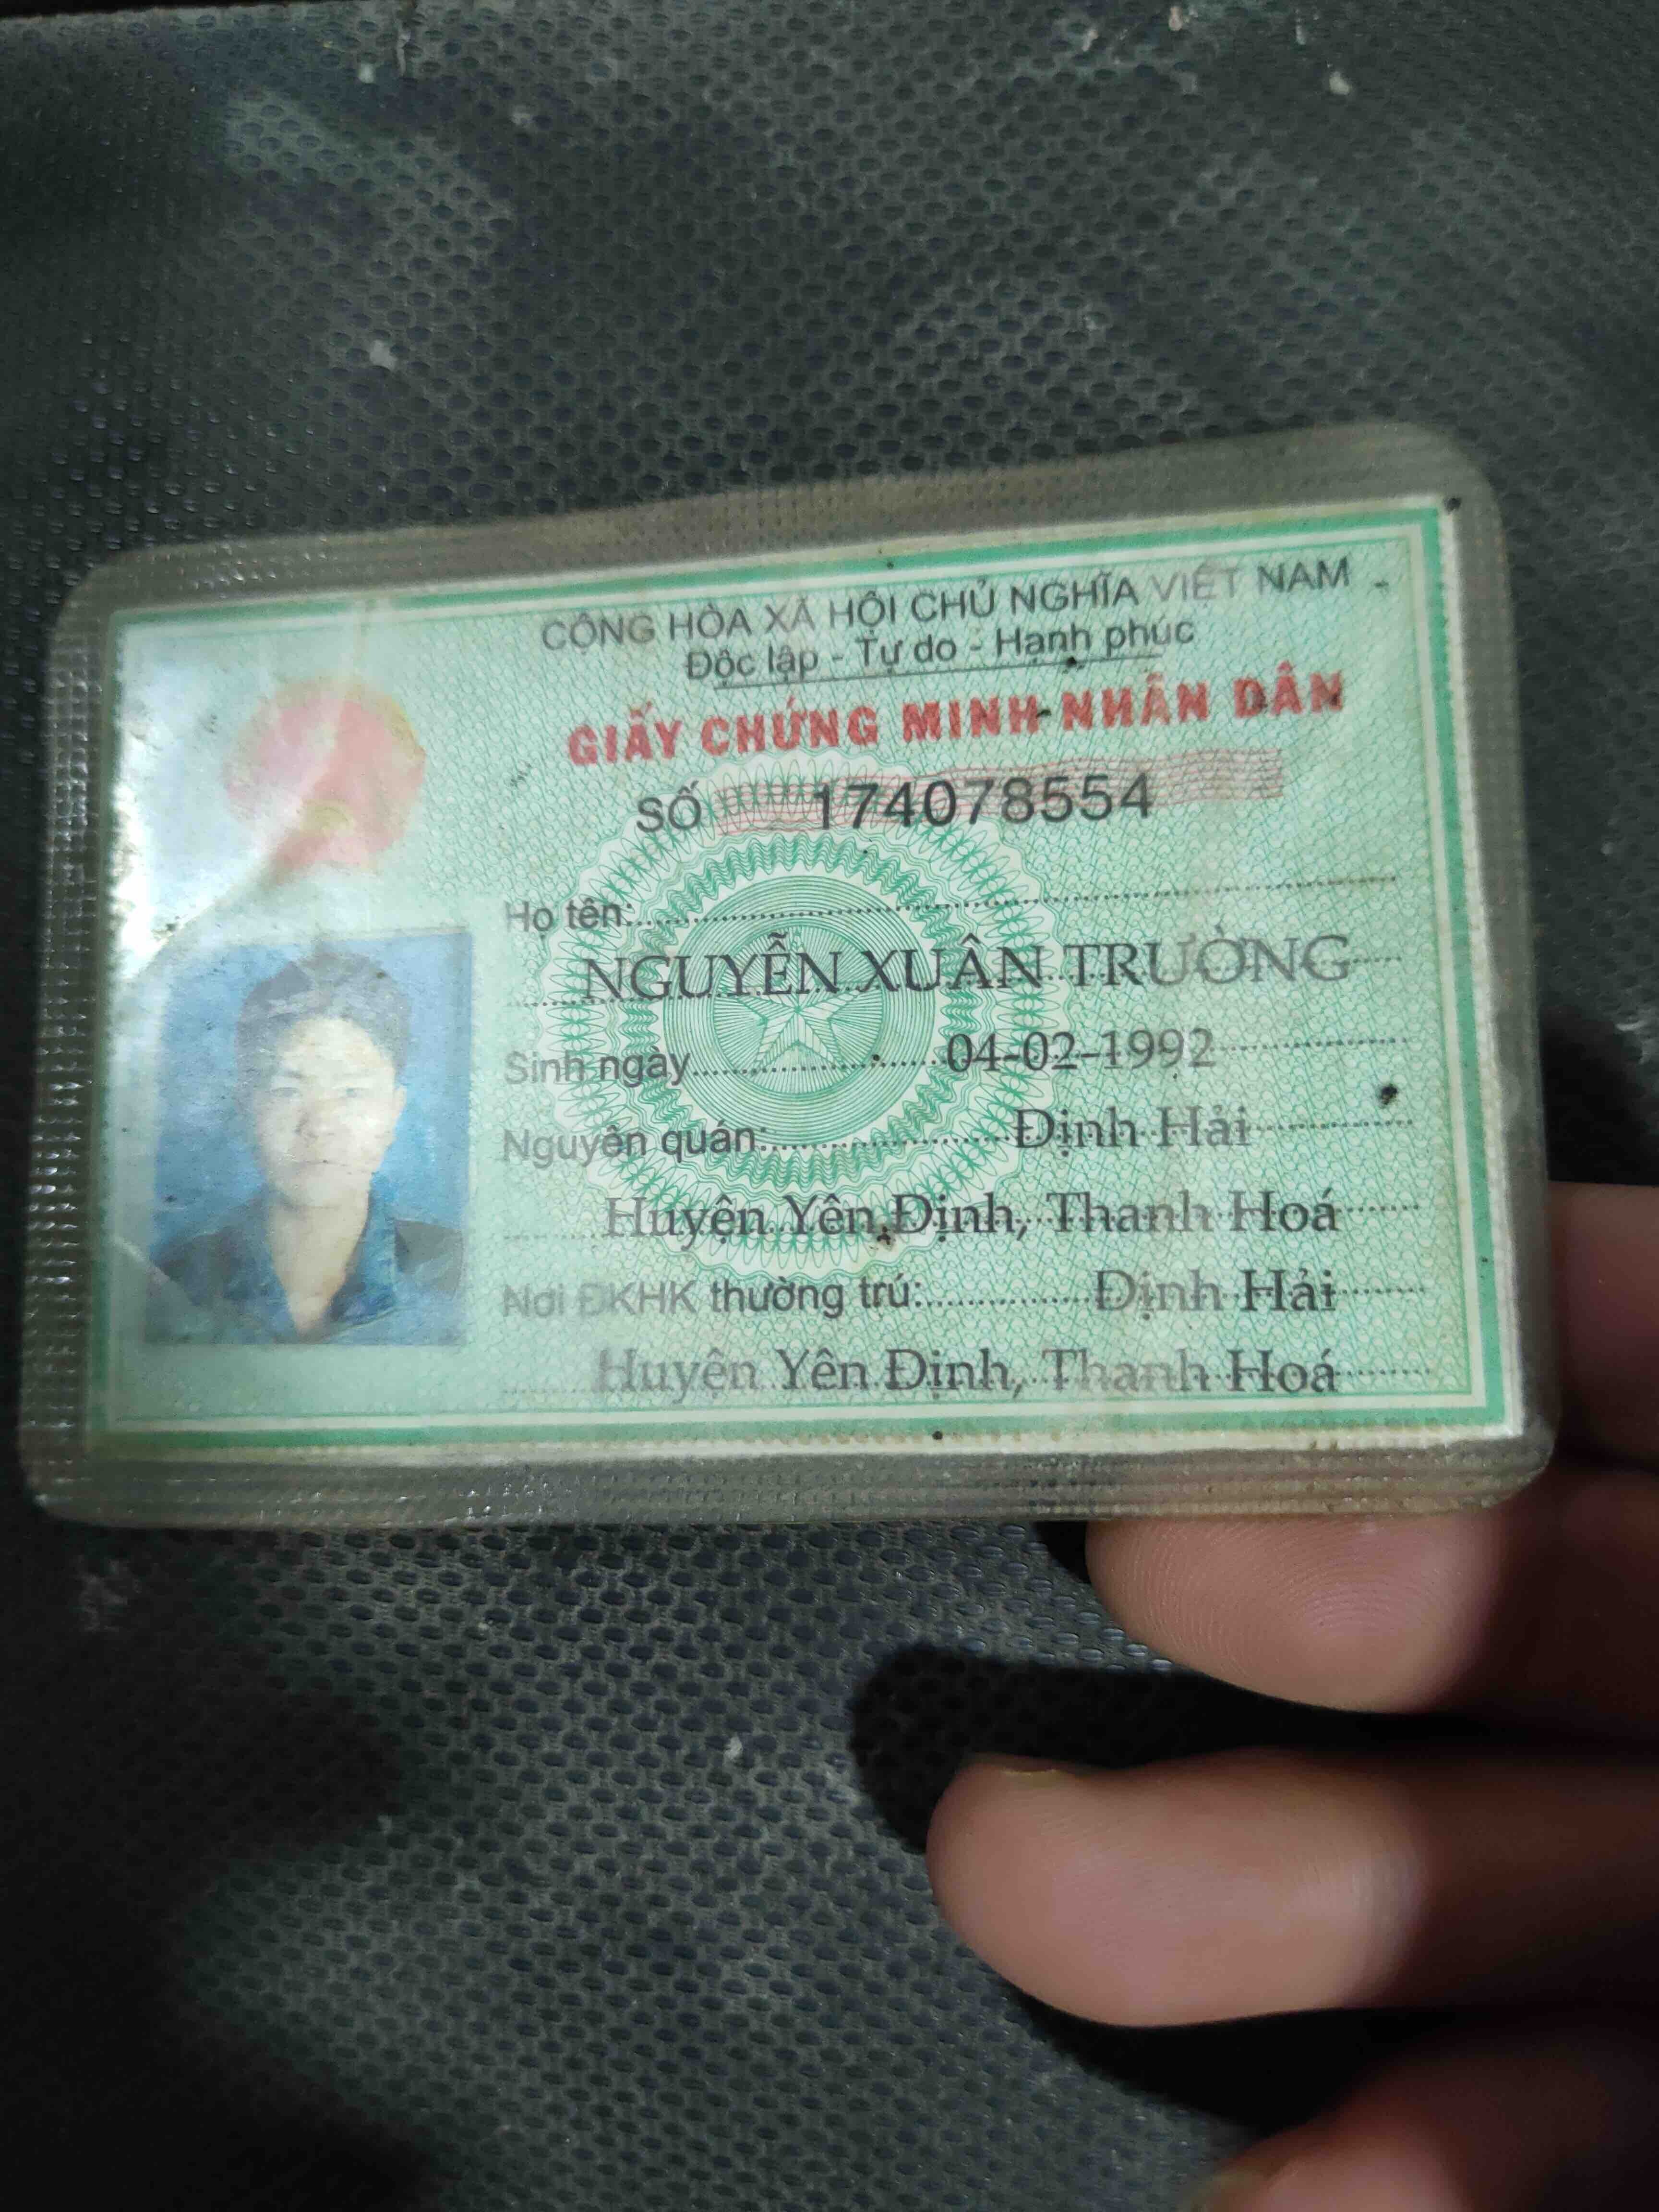 CỘNG HÒA XÃ HỘI CHỦ NGHĨA VIỆT NAM
Độc lập - Tự do - Hạnh phúc
GIẤY CHỨNG MINH NHÂN DÂN
SỐ 174078554
Họ tên:
NGUYỄN XUÂN TRƯỜNG
Sinh ngày 04-02-1992
Nguyên quán: Định Hải
Huyện Yên Định, Thanh Hoá
Nơi ĐKHK thường trú: Định Hải
Huyện Yên Định, Thanh Hoá